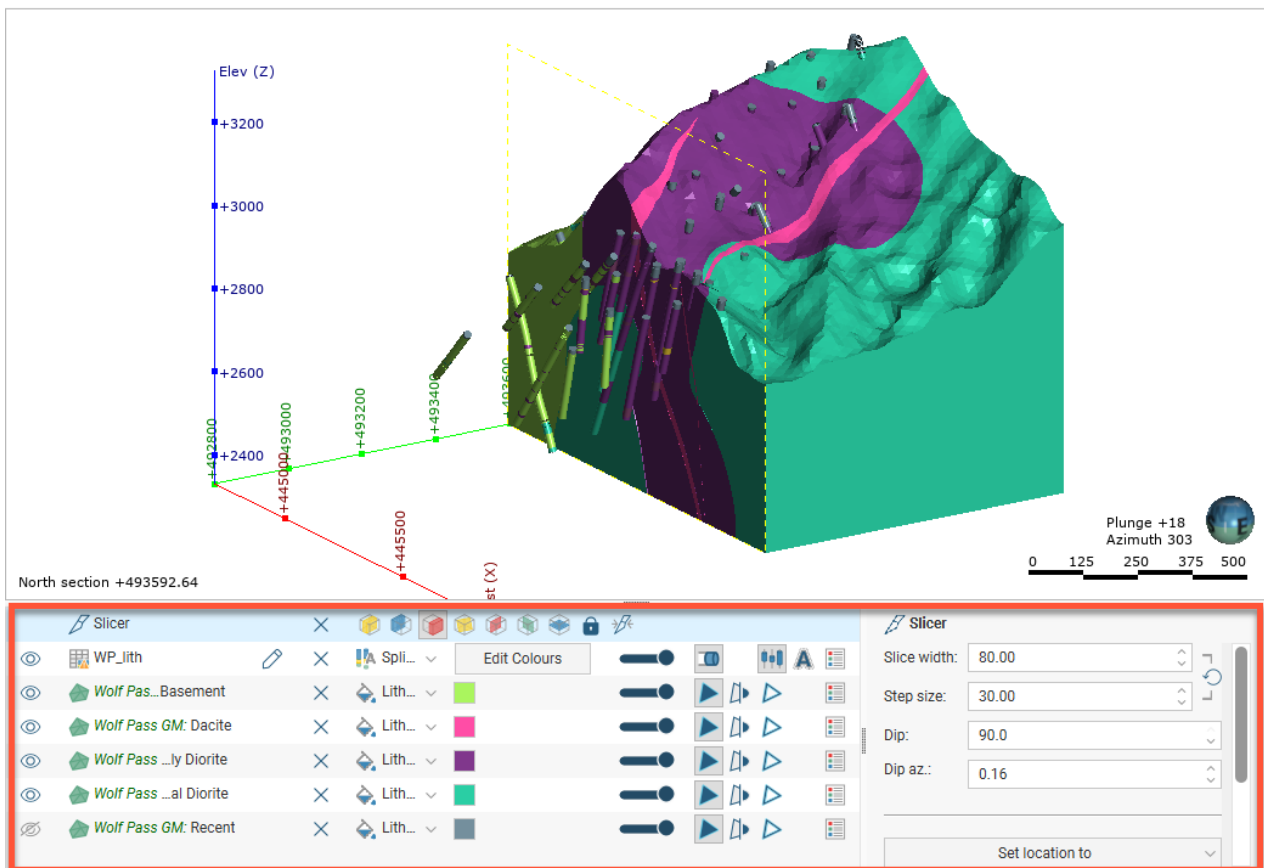 Elev (Z)
+3200
+3000
+2800
+2600
+2400
+492800
+493000
+493200
+493400
+493600
+445000
+445500
st (X)
Plunge +18
Azimuth 303
E
0 125 250 375 500
North section +493592.64
Slicer
WP_lith Spli... Edit Colours A
Wolf Pas...Basement Lith...
Wolf Pass GM: Dacite Lith...
Wolf Pass ...ly Diorite Lith...
Wolf Pass ...al Diorite Lith...
Wolf Pass GM: Recent Lith...
Slicer
Slice width: 80.00
Step size: 30.00
Dip: 90.0
Dip az.: 0.16
Set location to